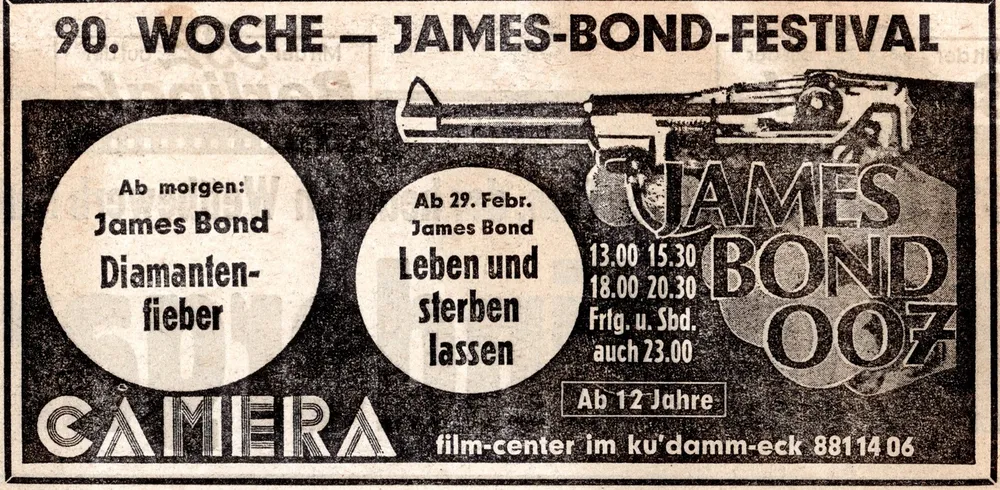 90. WOCHE — JAMES-BOND-FESTIVAL
Ab morgen:
James Bond
Diamanten-
fieber
Ab 29. Febr.
James Bond
Leben und
sterben
lassen
13.00 15.30
18.00 20.30
Frtg. u. Sbd.
auch 23.00
JAMES
BOND
007
Ab 12 Jahre
CAMERA
film-center im ku'damm-eck 881 14 06